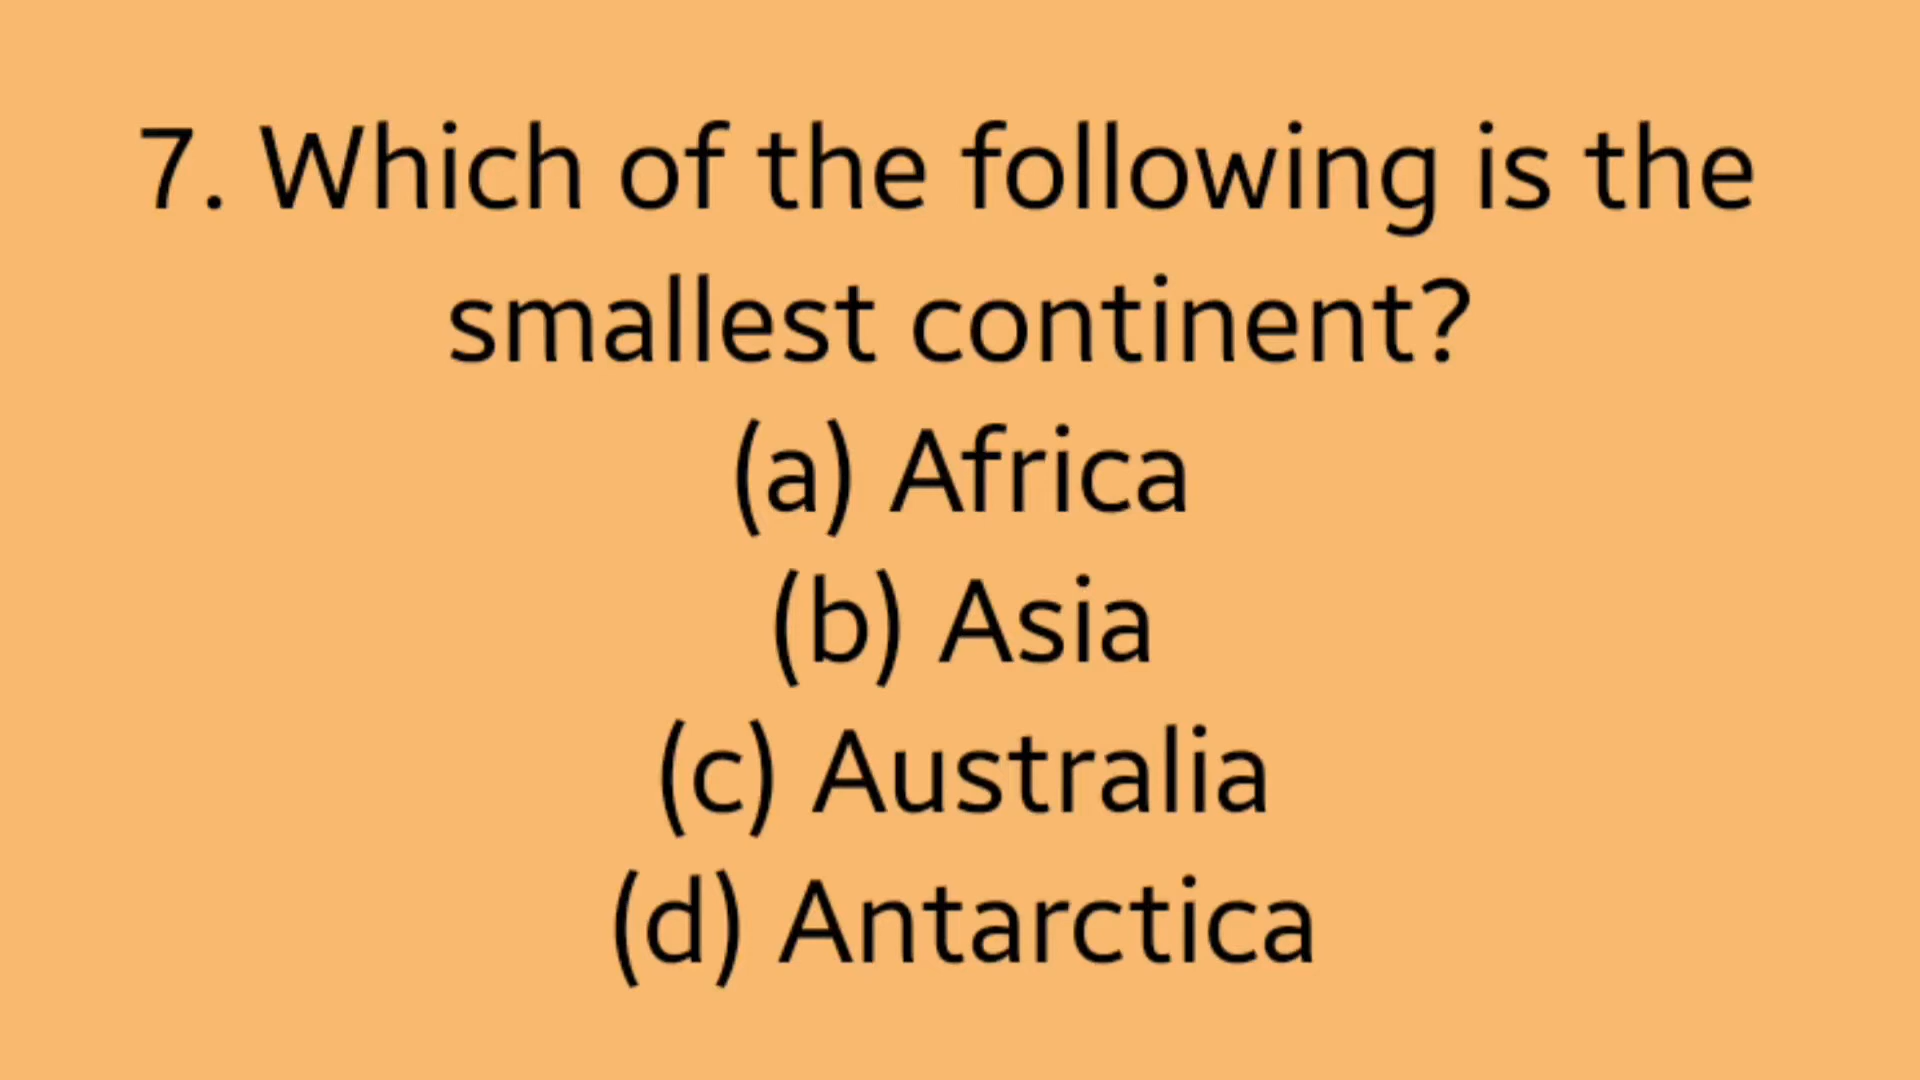 7. Which of the following is the
smallest continent?
(a) Africa
(b) Asia
(c) Australia
(d) Antarctica